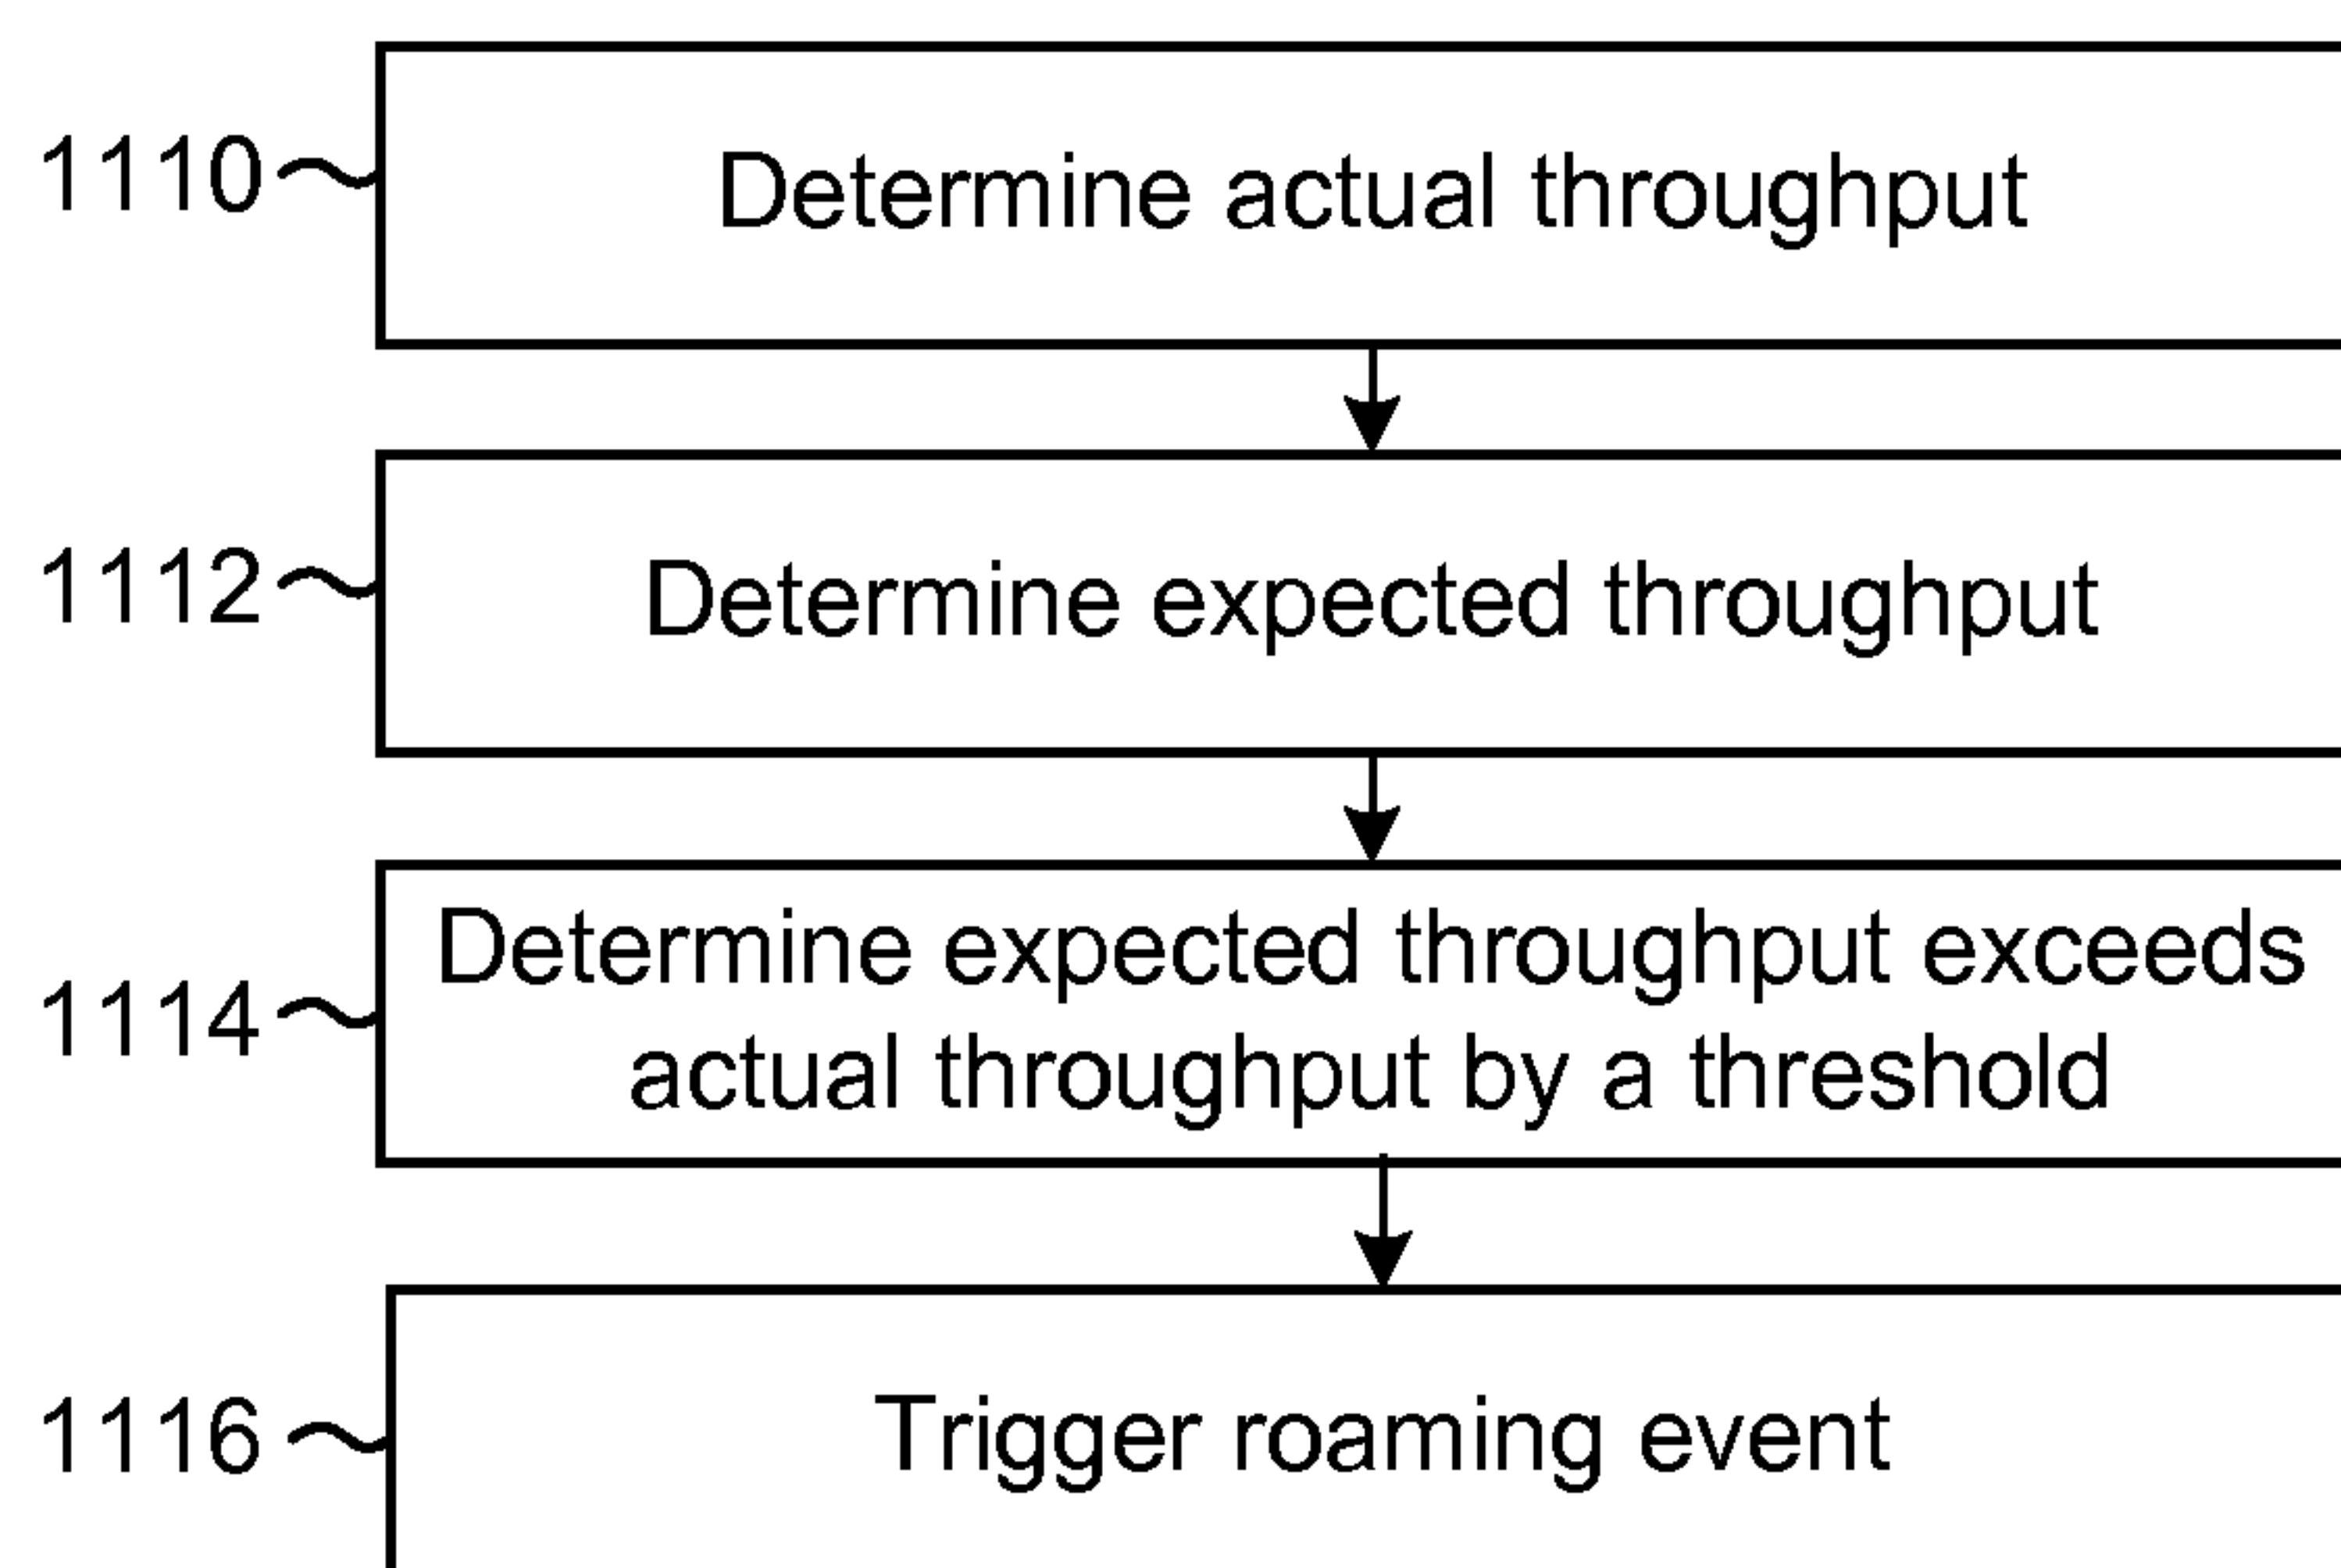 1110
Determine actual throughput
1112
Determine expected throughput
1114
Determine expected throughput exceeds
actual throughput by a threshold
1116
Trigger roaming event